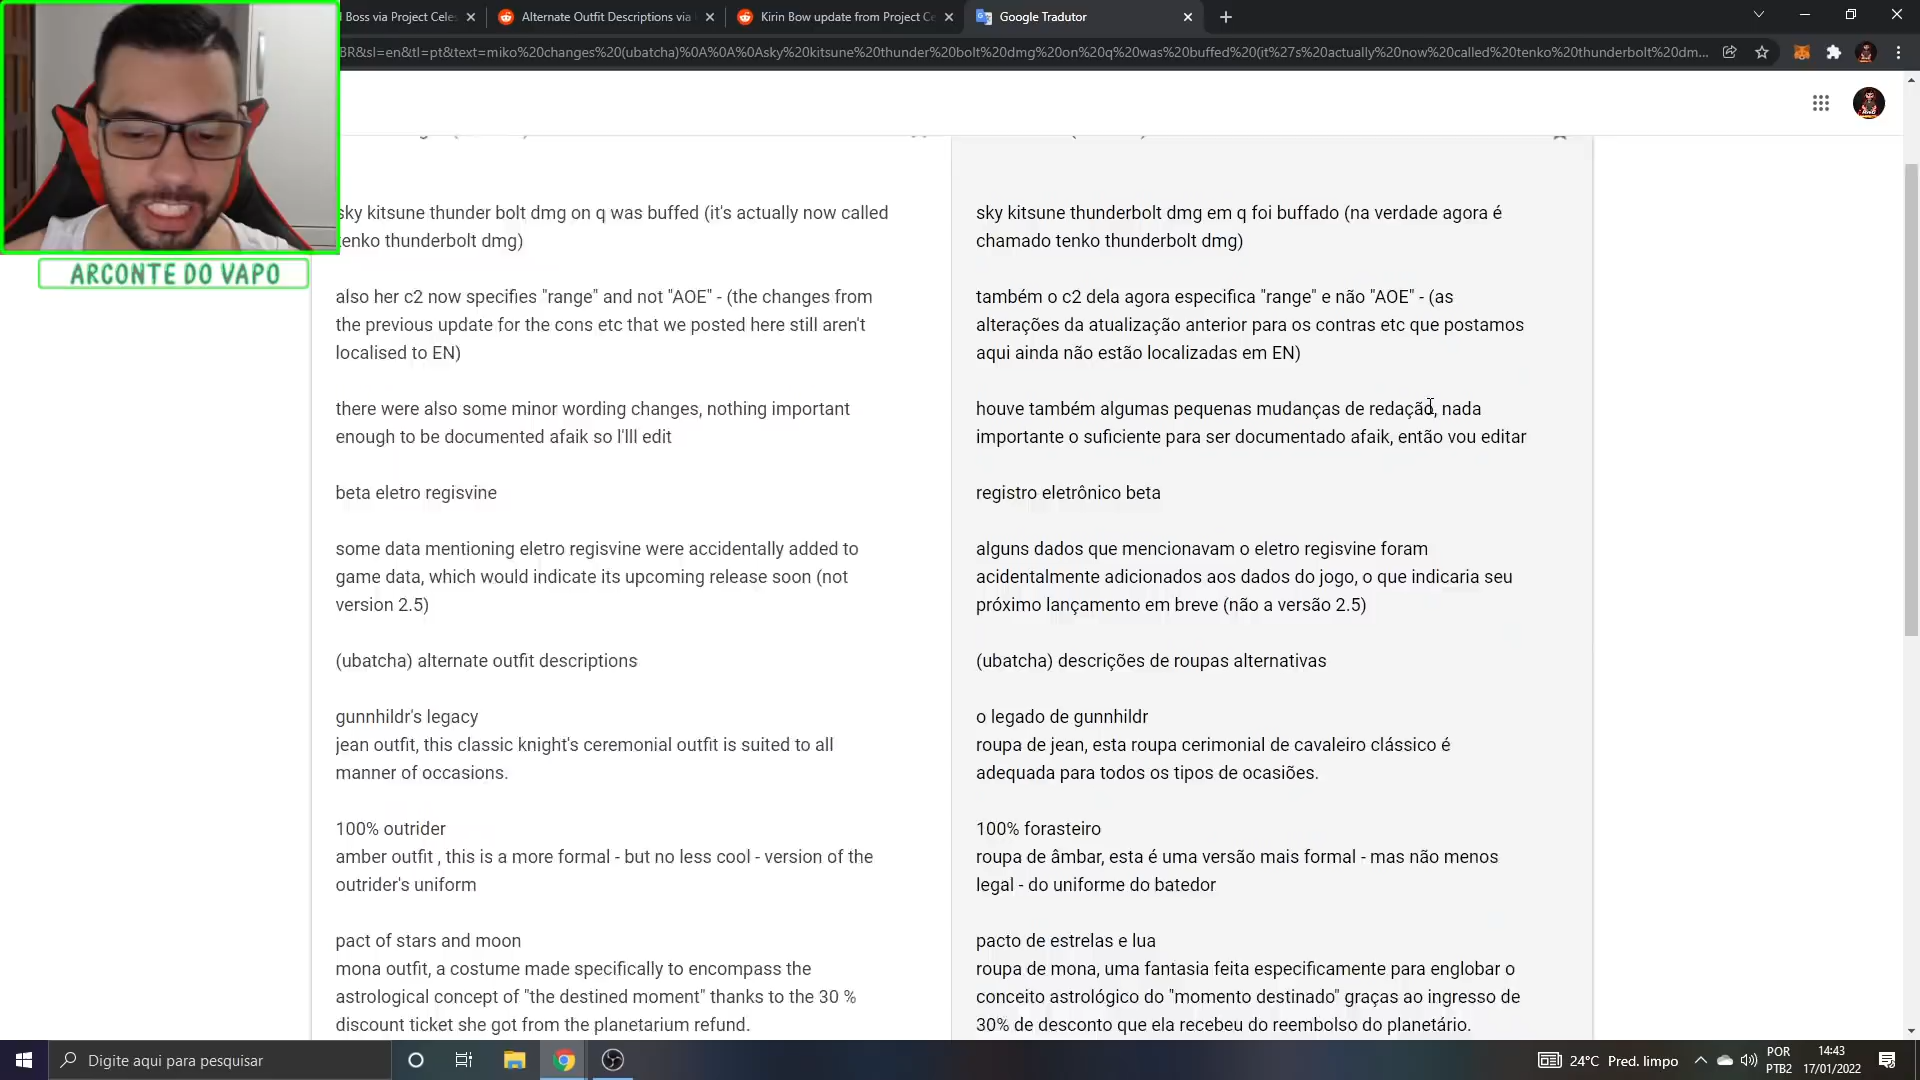 l Boss via Project Celes
Alternate Outfit Descriptions via
Kirin Bow update from Project Ce
Google Tradutor
BR&sl=en&tl=pt&text=miko%20changes%20(ubatcha)%0A%0A%0Asky%20kitsune%20thunder%20bolt%20dmg%20on%20q%20was%20buffed%20(it%27s%20actually%20now%20called%20tenko%20thunderbolt%20dm...
ARCONTE DO VAPO
sky kitsune thunder bolt dmg on q was buffed (it's actually now called
tenko thunderbolt dmg)
also her c2 now specifies "range" and not "AOE" - (the changes from
the previous update for the cons etc that we posted here still aren't
localised to EN)
there were also some minor wording changes, nothing important
enough to be documented afaik so I'lll edit
beta eletro regisvine
some data mentioning eletro regisvine were accidentally added to
game data, which would indicate its upcoming release soon (not
version 2.5)
(ubatcha) alternate outfit descriptions
gunnhildr's legacy
jean outfit, this classic knight's ceremonial outfit is suited to all
manner of occasions.
100% outrider
amber outfit , this is a more formal - but no less cool - version of the
outrider's uniform
pact of stars and moon
mona outfit, a costume made specifically to encompass the
astrological concept of "the destined moment" thanks to the 30 %
discount ticket she got from the planetarium refund.
sky kitsune thunderbolt dmg em q foi buffado (na verdade agora é
chamado tenko thunderbolt dmg)
também o c2 dela agora especifica "range" e não "AOE" - (as
alterações da atualização anterior para os contras etc que postamos
aqui ainda não estão localizadas em EN)
houve também algumas pequenas mudanças de redação, nada
importante o suficiente para ser documentado afaik, então vou editar
registro eletrônico beta
alguns dados que mencionavam o eletro regisvine foram
acidentalmente adicionados aos dados do jogo, o que indicaria seu
próximo lançamento em breve (não a versão 2.5)
(ubatcha) descrições de roupas alternativas
o legado de gunnhildr
roupa de jean, esta roupa cerimonial de cavaleiro clássico é
adequada para todos os tipos de ocasiões.
100% forasteiro
roupa de âmbar, esta é uma versão mais formal - mas não menos
legal - do uniforme do batedor
pacto de estrelas e lua
roupa de mona, uma fantasia feita especificamente para englobar o
conceito astrológico do "momento destinado" graças ao ingresso de
30% de desconto que ela recebeu do reembolso do planetário.
Digite aqui para pesquisar
24°C Pred. limpo
POR
PTB2
14:43
17/01/2022